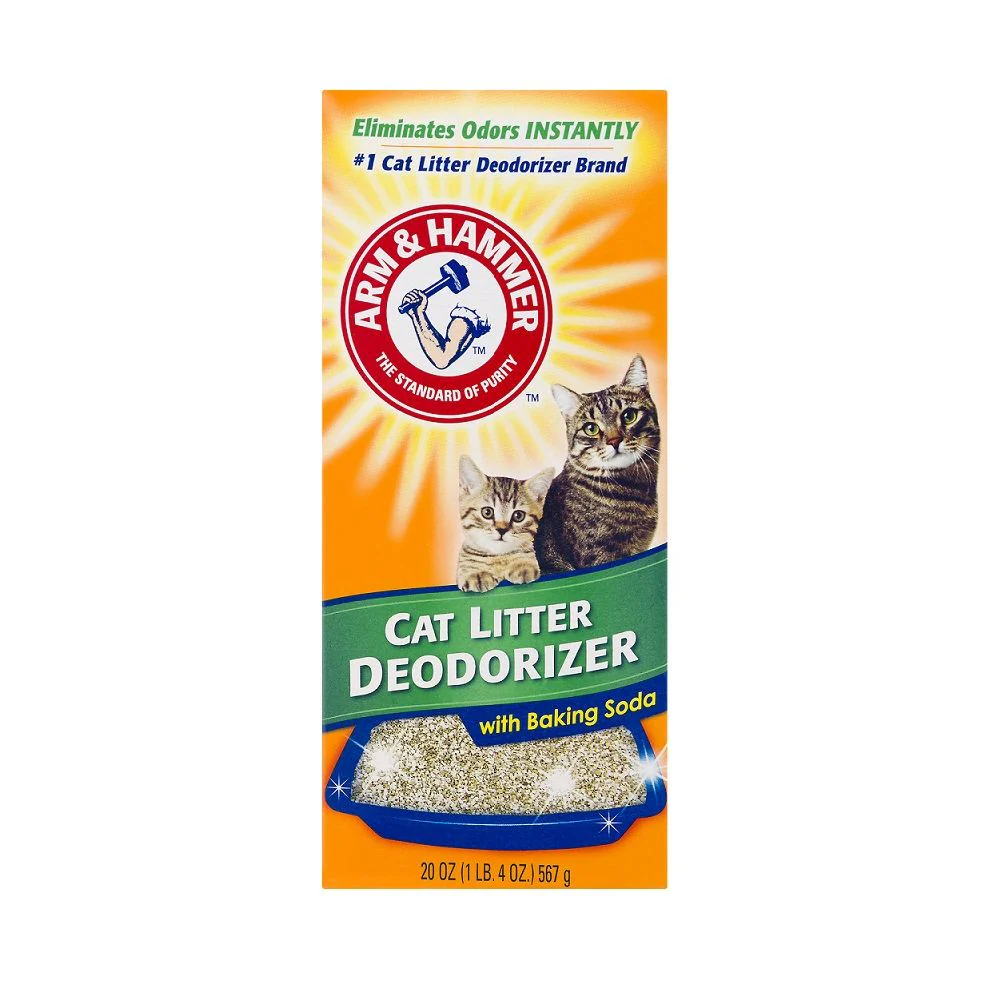 Eliminates Odors INSTANTLY
#1 Cat Litter Deodorizer Brand
ARM & HAMMER
THE STANDARD OF PURITY
TM
TM
CAT LITTER
DEODORIZER
with Baking Soda
20 OZ (1 LB. 4 OZ.) 567 g